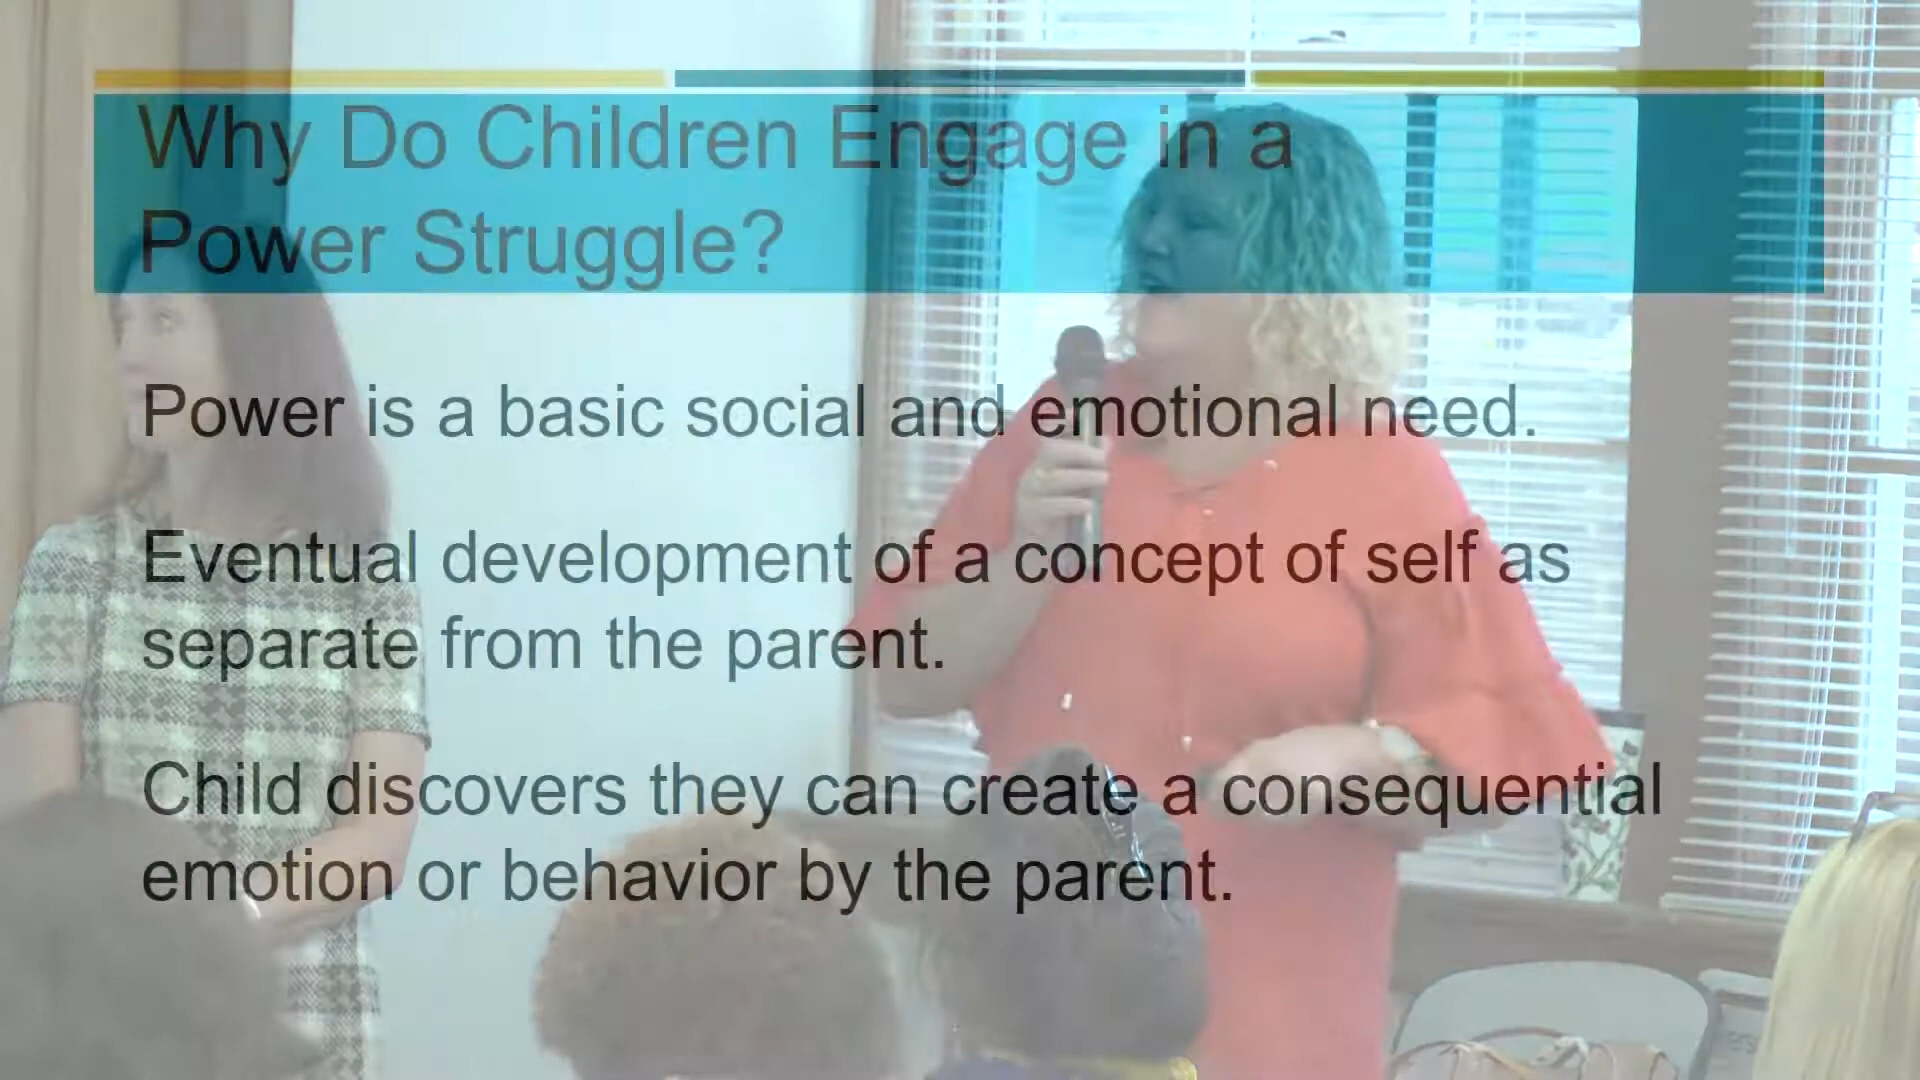 Why Do Children Engage in a
Power Struggle?
Power is a basic social and emotional need.
Eventual development of a concept of self as
separate from the parent.
Child discovers they can create a consequential
emotion or behavior by the parent.